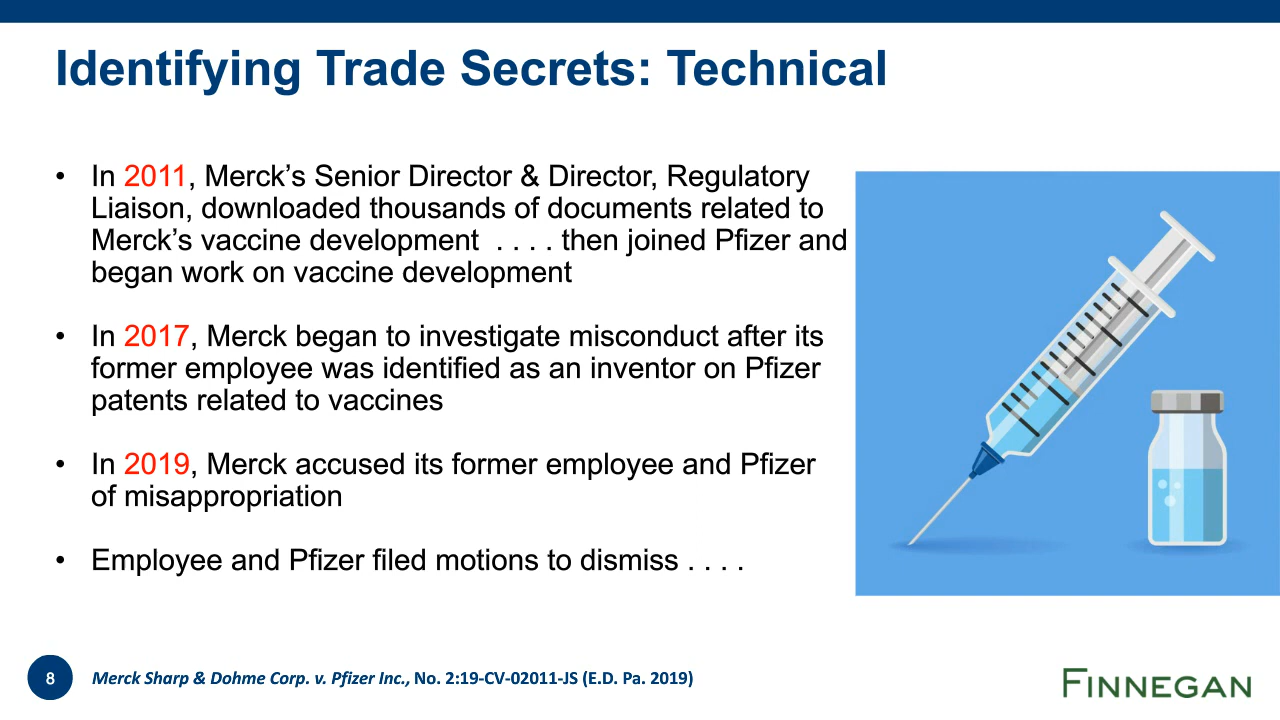 Identifying Trade Secrets: Technical
• In 2011, Merck’s Senior Director & Director, Regulatory
Liaison, downloaded thousands of documents related to
Merck’s vaccine development . . . . then joined Pfizer and
began work on vaccine development
• In 2017, Merck began to investigate misconduct after its
former employee was identified as an inventor on Pfizer
patents related to vaccines
• In 2019, Merck accused its former employee and Pfizer
of misappropriation
• Employee and Pfizer filed motions to dismiss . . . .
8
Merck Sharp & Dohme Corp. v. Pfizer Inc., No. 2:19-CV-02011-JS (E.D. Pa. 2019)
FINNEGAN